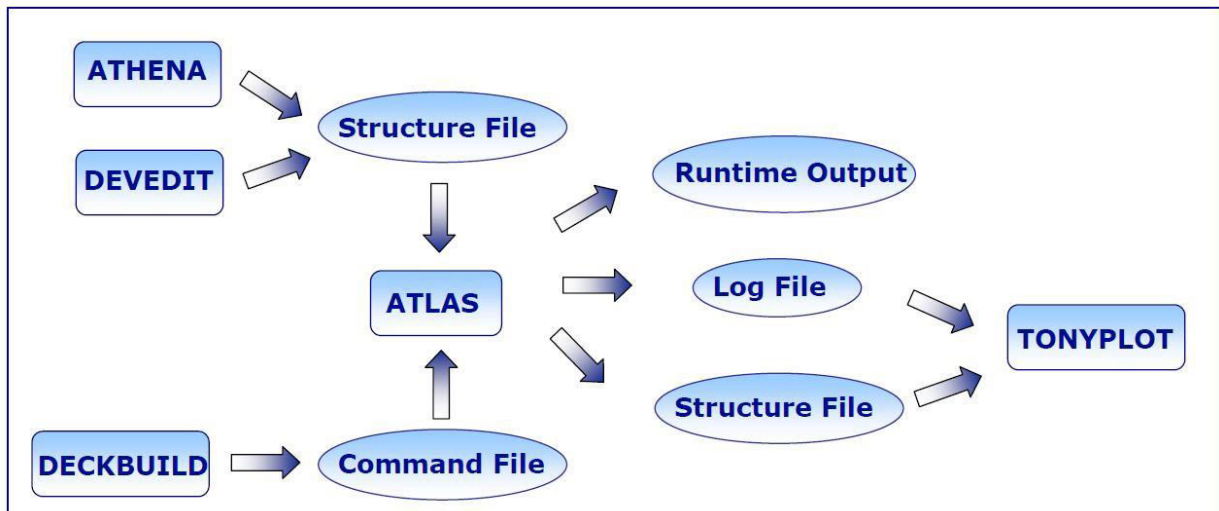 ATHENA
Structure File
DEVEDIT
Runtime Output
ATLAS
Log File
TONYPLOT
Structure File
DECKBUILD
Command File